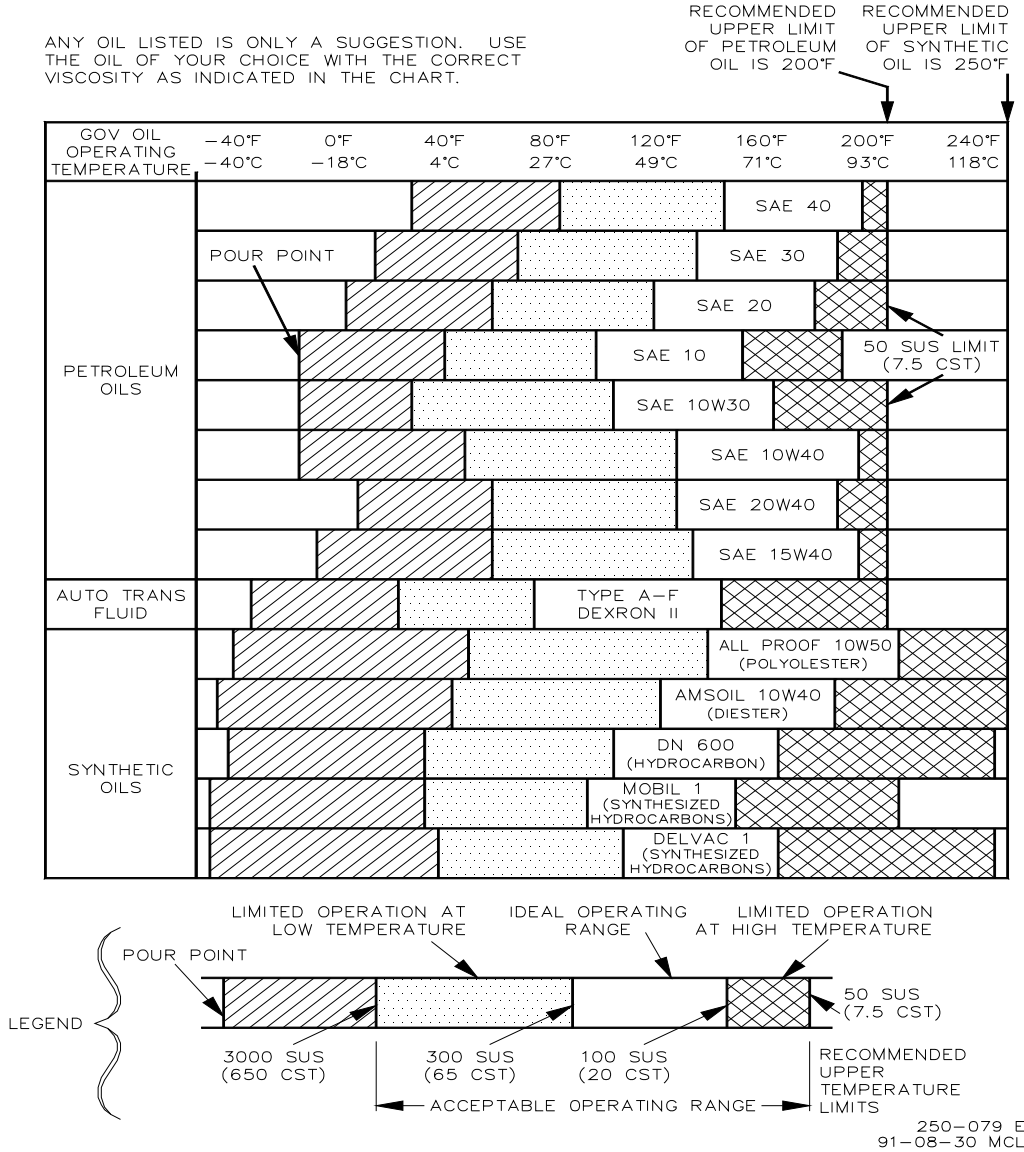 RECOMMENDED
UPPER LIMIT
OF PETROLEUM
OIL IS 200°F
RECOMMENDED
UPPER LIMIT
OF SYNTHETIC
OIL IS 250°F
ANY OIL LISTED IS ONLY A SUGGESTION. USE
THE OIL OF YOUR CHOICE WITH THE CORRECT
VISCOSITY AS INDICATED IN THE CHART.
GOV OIL
OPERATING
TEMPERATURE
−40°F 0°F 40°F 80°F 120°F 160°F 200°F 240°F
−40°C −18°C 4°C 27°C 49°C 71°C 93°C 118°C
PETROLEUM
OILS
SAE 40
POUR POINT
SAE 30
SAE 20
SAE 10
50 SUS LIMIT
(7.5 CST)
SAE 10W30
SAE 10W40
SAE 20W40
SAE 15W40
AUTO TRANS
FLUID
TYPE A−F
DEXRON II
SYNTHETIC
OILS
ALL PROOF 10W50
(POLYOLESTER)
AMSOIL 10W40
(DIESTER)
DN 600
(HYDROCARBON)
MOBIL 1
(SYNTHESIZED
HYDROCARBONS)
DELVAC 1
(SYNTHESIZED
HYDROCARBONS)
LEGEND
POUR POINT
LIMITED OPERATION AT
LOW TEMPERATURE
IDEAL OPERATING
RANGE
LIMITED OPERATION
AT HIGH TEMPERATURE
50 SUS
(7.5 CST)
3000 SUS
(650 CST)
300 SUS
(65 CST)
100 SUS
(20 CST)
RECOMMENDED
UPPER
TEMPERATURE
LIMITS
ACCEPTABLE OPERATING RANGE
250−079 E
91−08−30 MCL